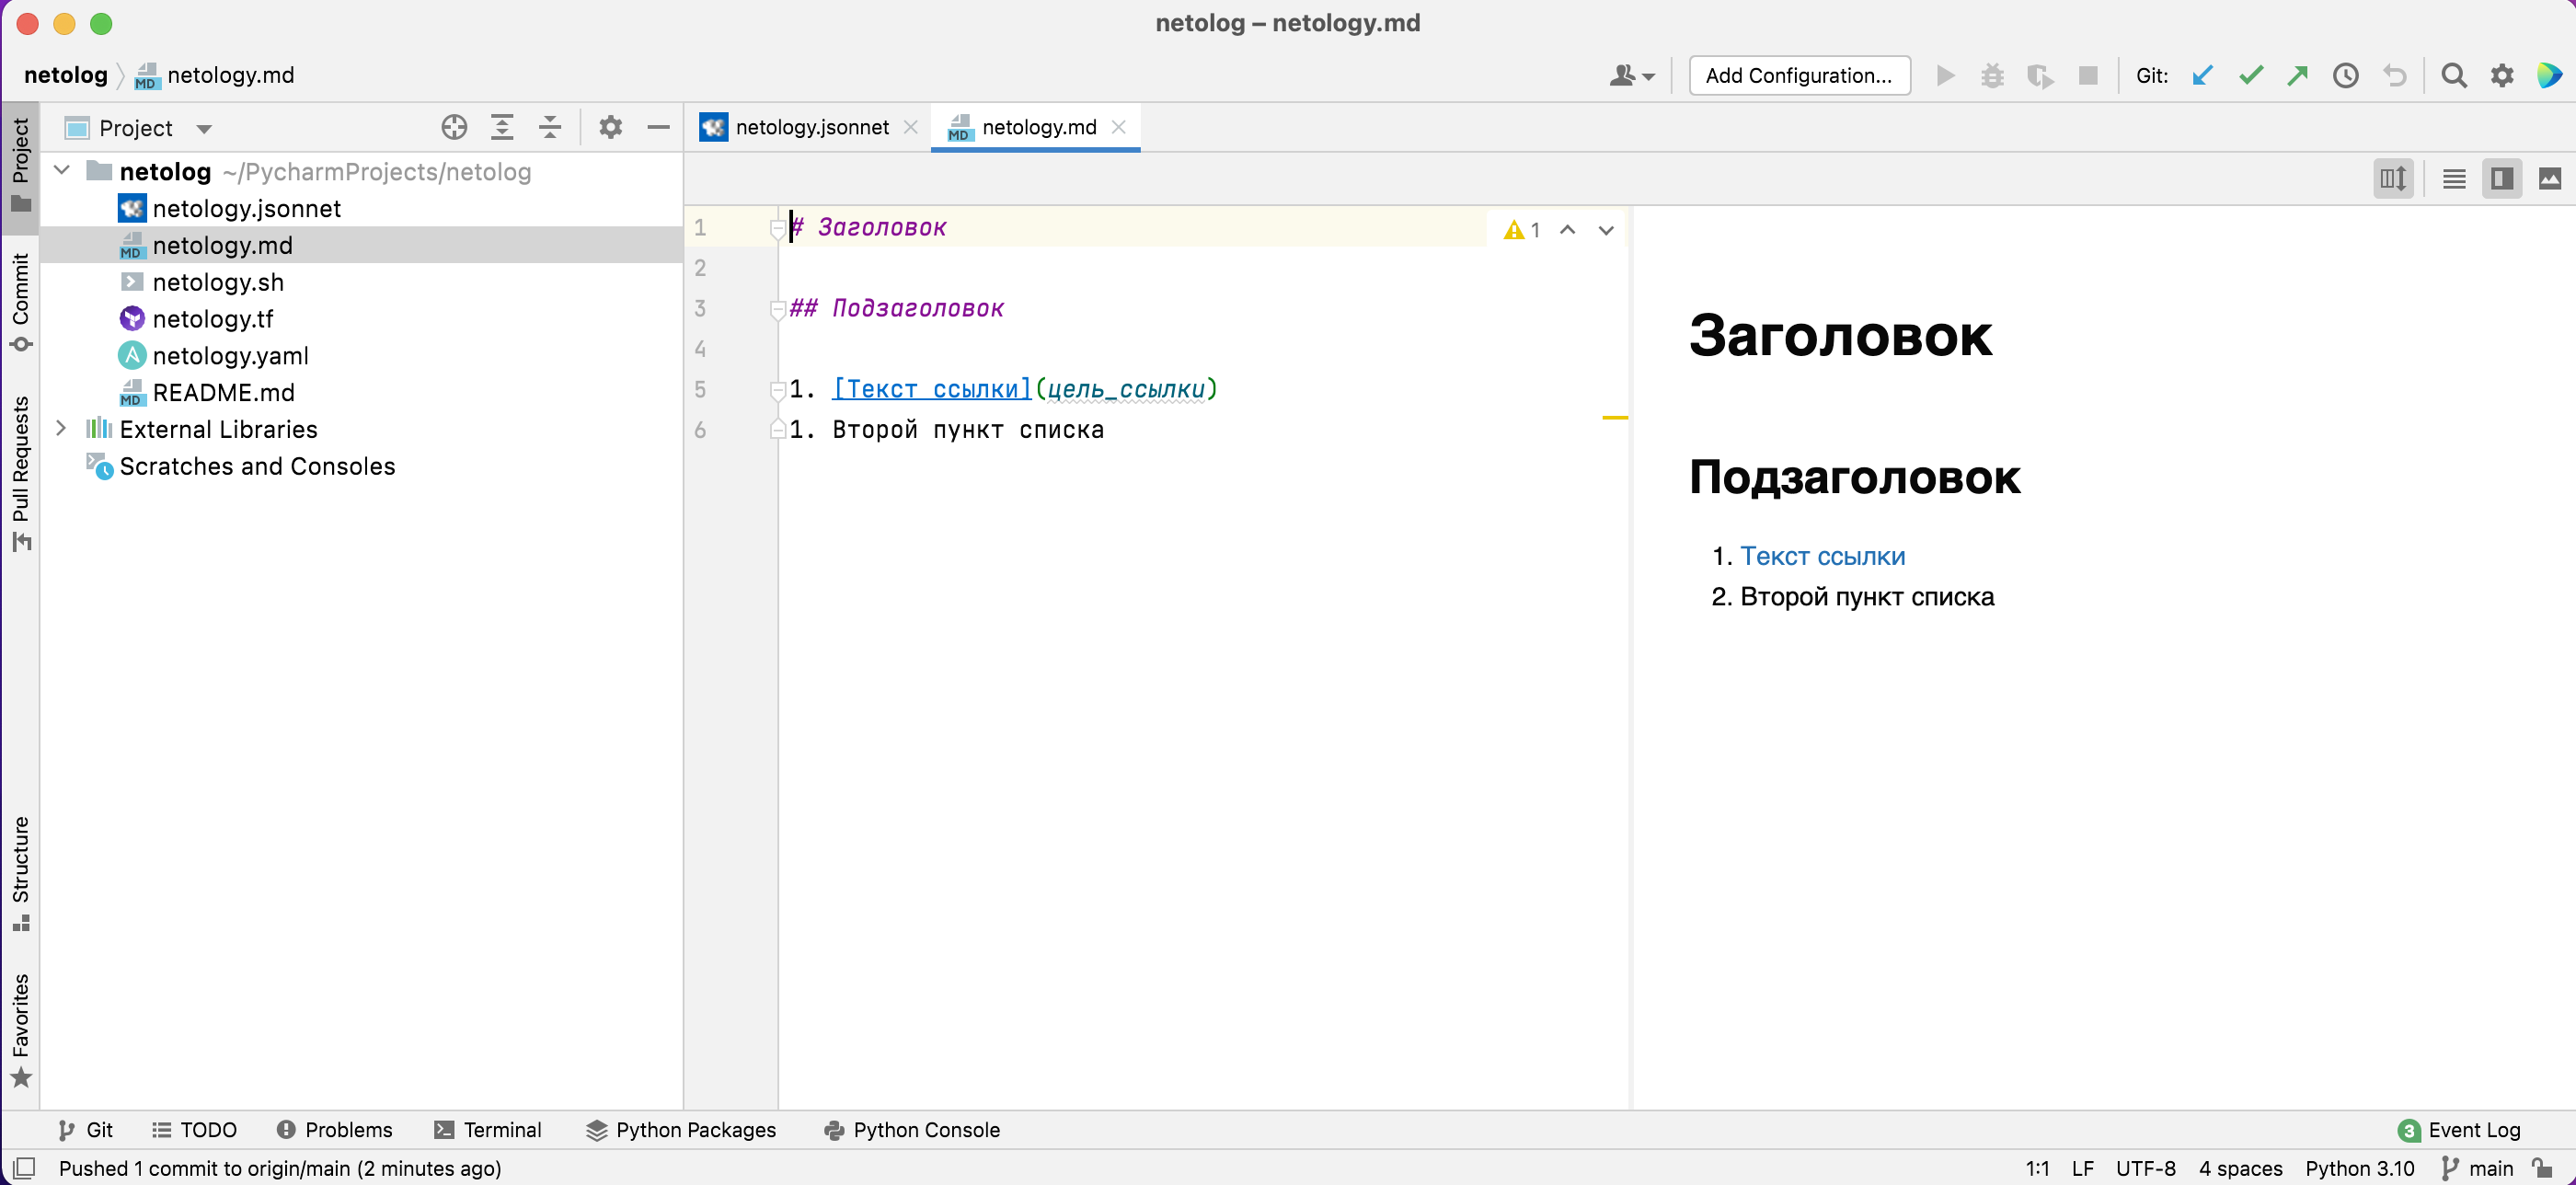 netolog – netology.md
netolog netology.md
Add Configuration... Git:
Project
netolog ~/PycharmProjects/netolog
netology.jsonnet
netology.md
netology.sh
netology.tf
netology.yaml
README.md
External Libraries
Scratches and Consoles
Project
Commit
Pull Requests
Structure
Favorites
netology.jsonnet netology.md
1 # Заголовок
1
2
3 ## Подзаголовок
4
5 1. [Текст ссылки](цель_ссылки)
6 1. Второй пункт списка
Заголовок
Подзаголовок
1. Текст ссылки
2. Второй пункт списка
Git TODO Problems Terminal Python Packages Python Console 3 Event Log
Pushed 1 commit to origin/main (2 minutes ago) 1:1 LF UTF-8 4 spaces Python 3.10 main